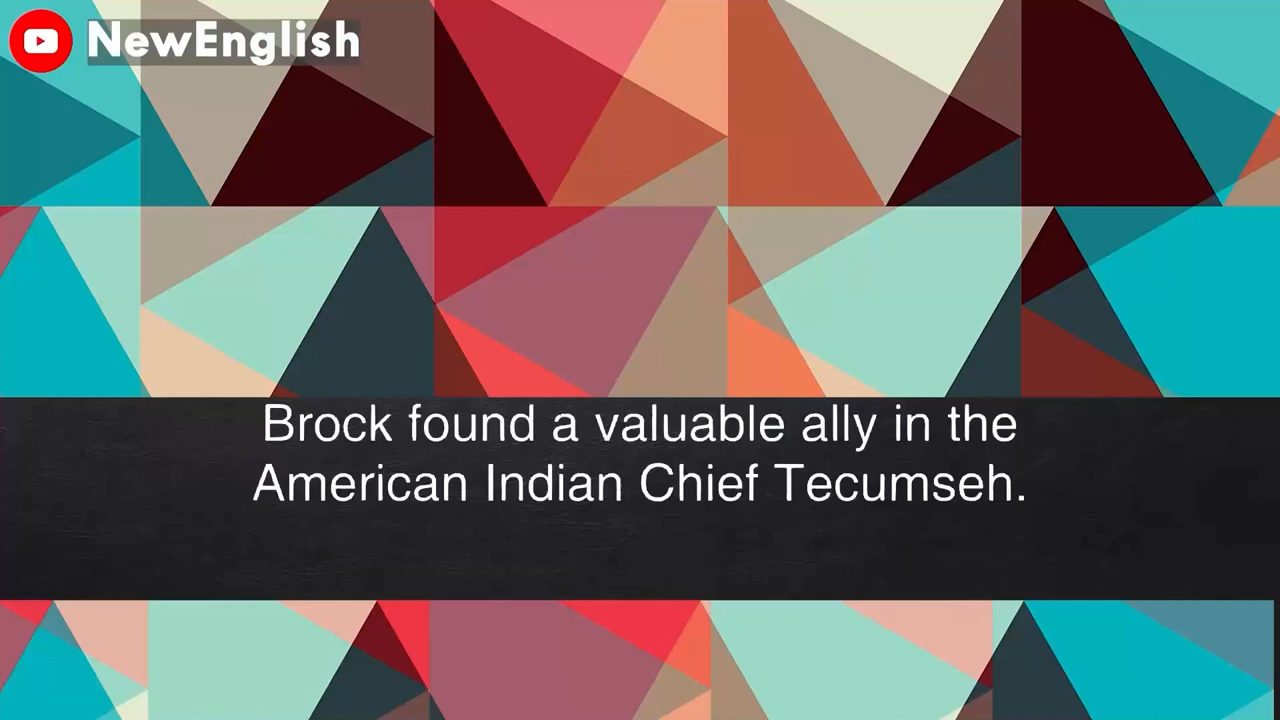 NewEnglish
Brock found a valuable ally in the
American Indian Chief Tecumseh.